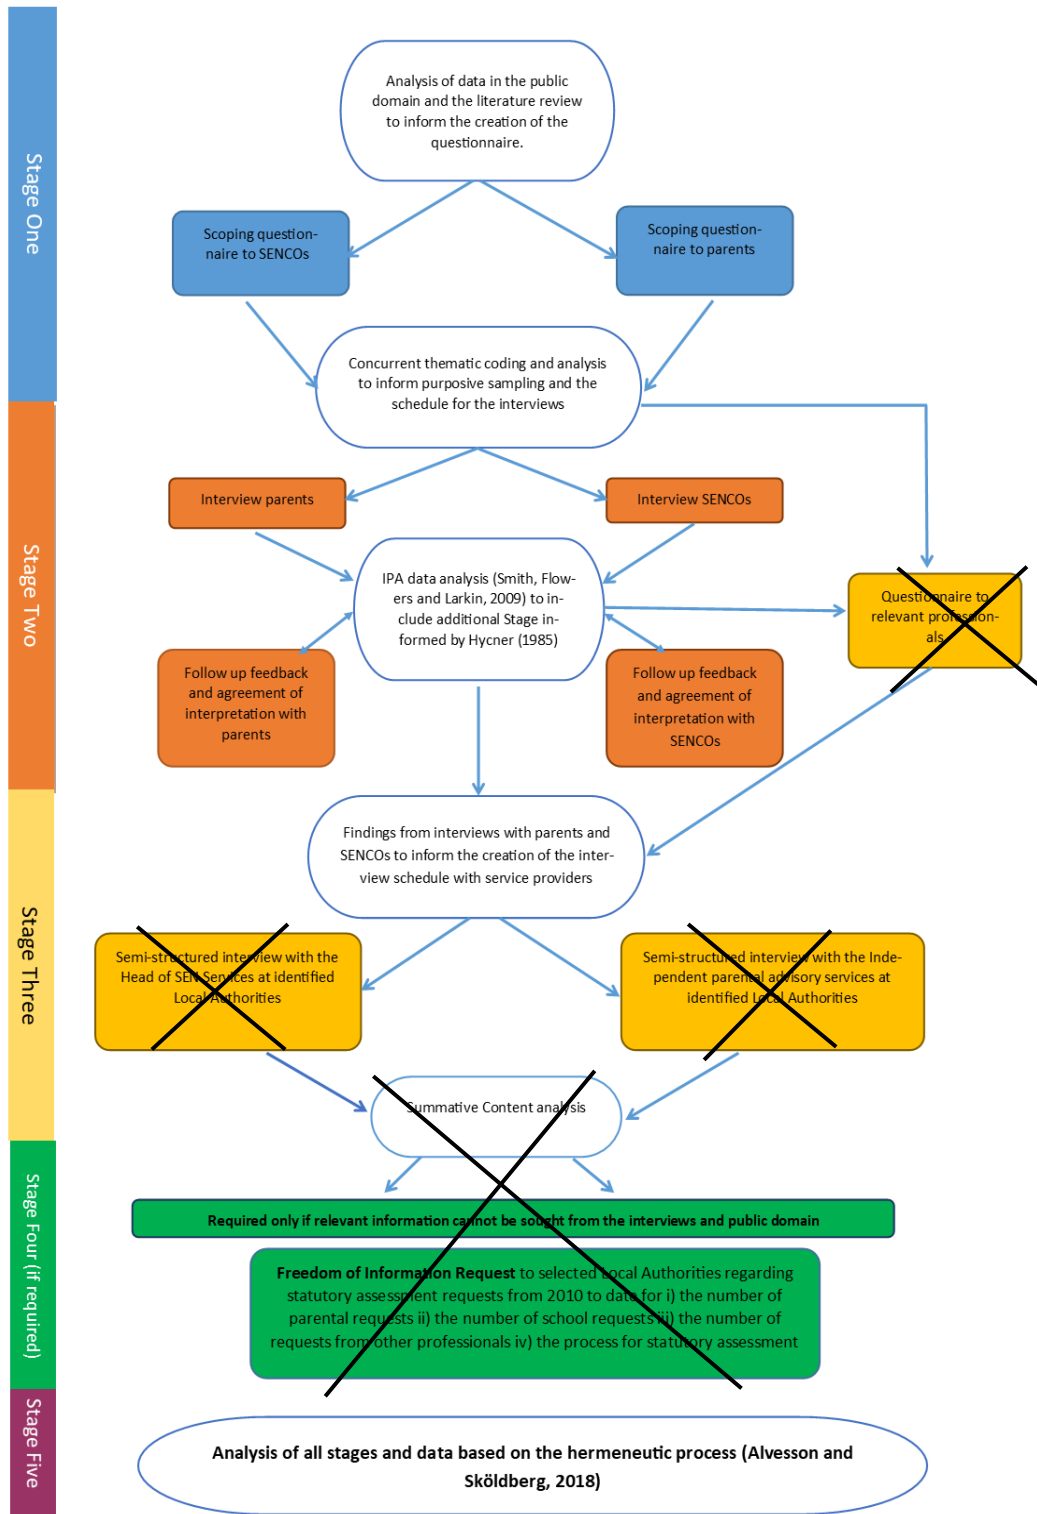 Stage One
Analysis of data in the public
domain and the literature review
to inform the creation of the
questionnaire.
Scoping question-
naire to SENCOs
Scoping question-
naire to parents
Concurrent thematic coding and analysis
to inform purposive sampling and the
schedule for the interviews
Stage Two
Interview parents
Interview SENCOs
IPA data analysis (Smith, Flow-
ers and Larkin, 2009) to in-
clude additional Stage in-
formed by Hycner (1985)
Questionnaire to
relevant profession-
als
Follow up feedback
and agreement of
interpretation with
parents
Follow up feedback
and agreement of
interpretation with
SENCOs
Stage Three
Findings from interviews with parents and
SENCOs to inform the creation of the inter-
view schedule with service providers
Semi-structured interview with the
Head of SEN Services at identified
Local Authorities
Semi-structured interview with the Inde-
pendent parental advisory services at
identified Local Authorities
Summative Content analysis
Stage Four (if required)
Required only if relevant information cannot be sought from the interviews and public domain
Freedom of Information Request to selected Local Authorities regarding
statutory assessment requests from 2010 to date for i) the number of
parental requests ii) the number of school requests iii) the number of
requests from other professionals iv) the process for statutory assessment
Stage Five
Analysis of all stages and data based on the hermeneutic process (Alvesson and
Sköldberg, 2018)